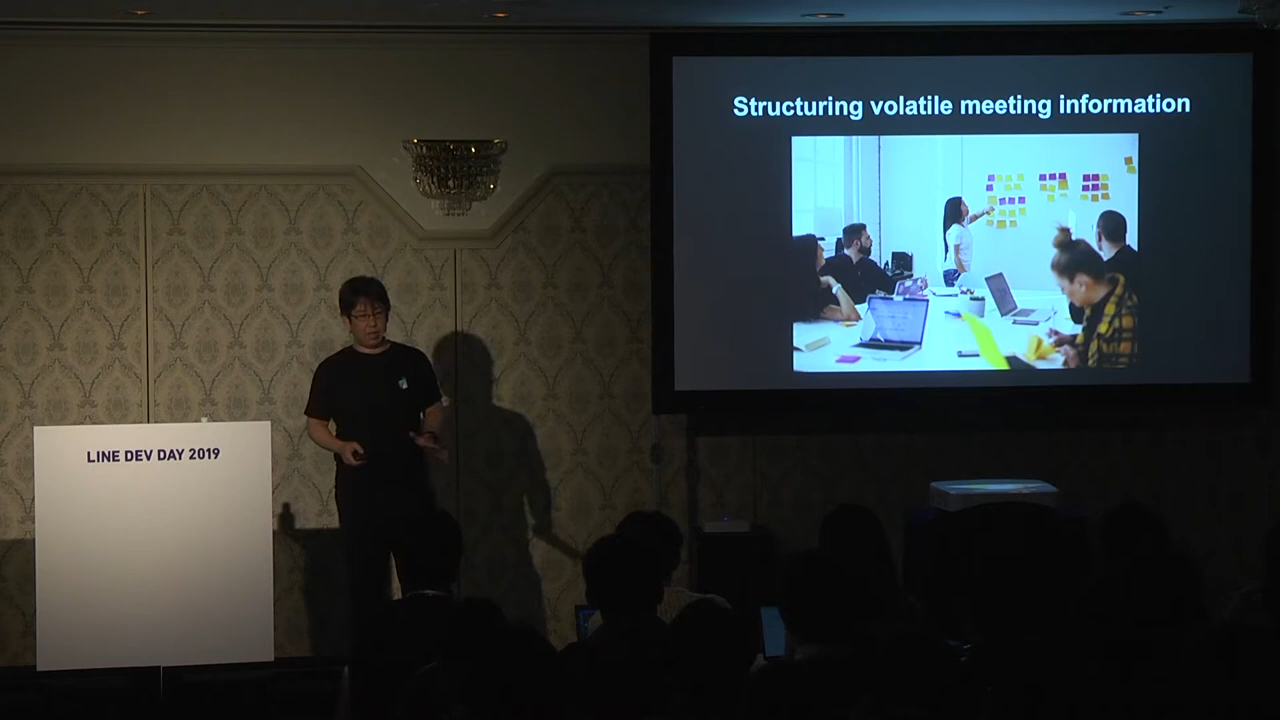 Structuring volatile meeting information
LINE DEV DAY 2019